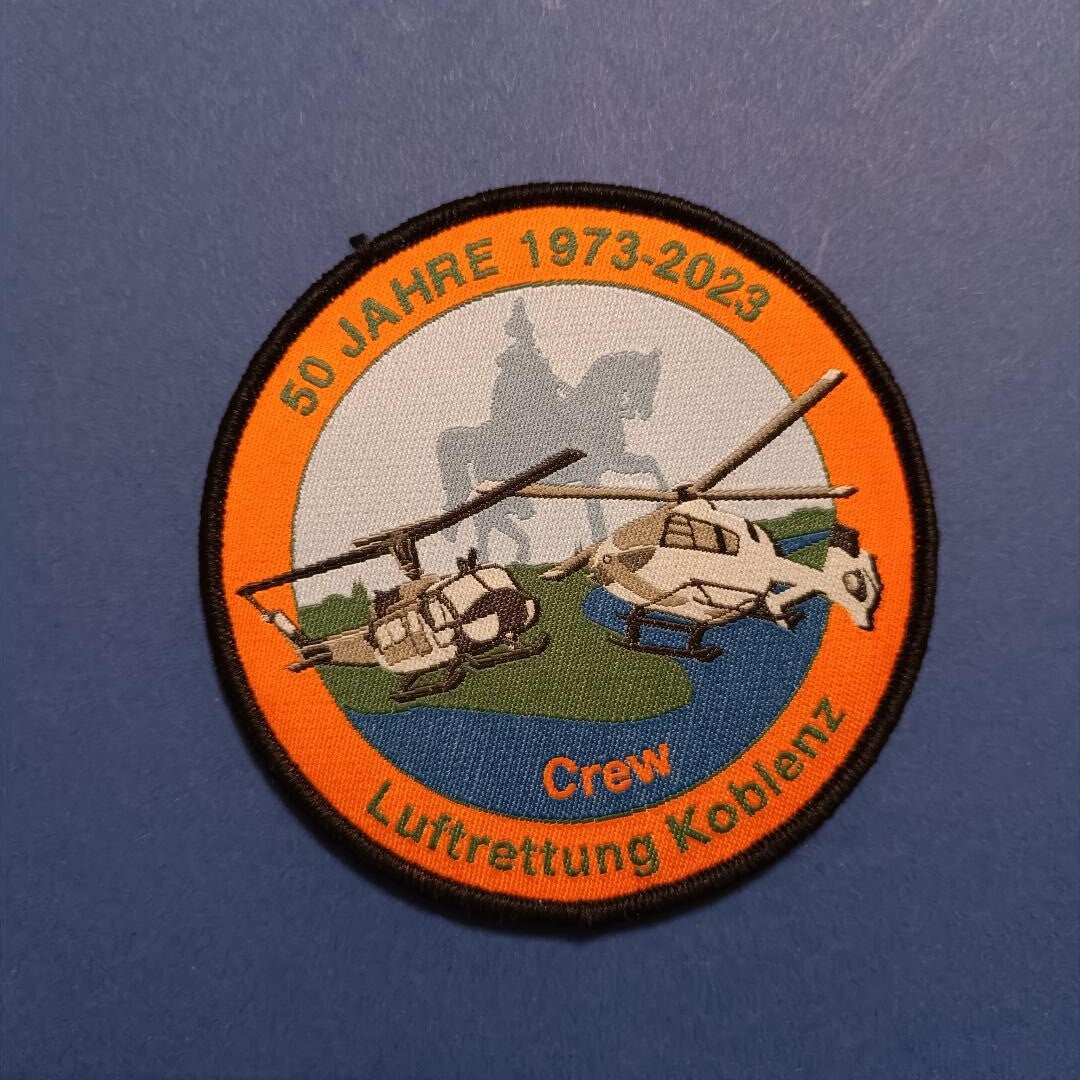 50 JAHRE 1973-2023
Crew
Luftrettung Koblenz